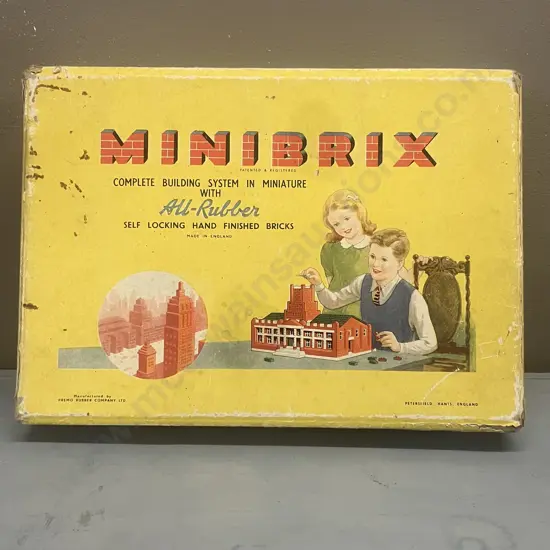 MINIBRIX
PATENTED & REGISTERED
COMPLETE BUILDING SYSTEM IN MINIATURE
WITH
All-Rubber
SELF LOCKING HAND FINISHED BRICKS
MADE IN ENGLAND
Manufactured by
PREMO RUBBER COMPANY LTD.
PETERSFIELD, HANTS, ENGLAND